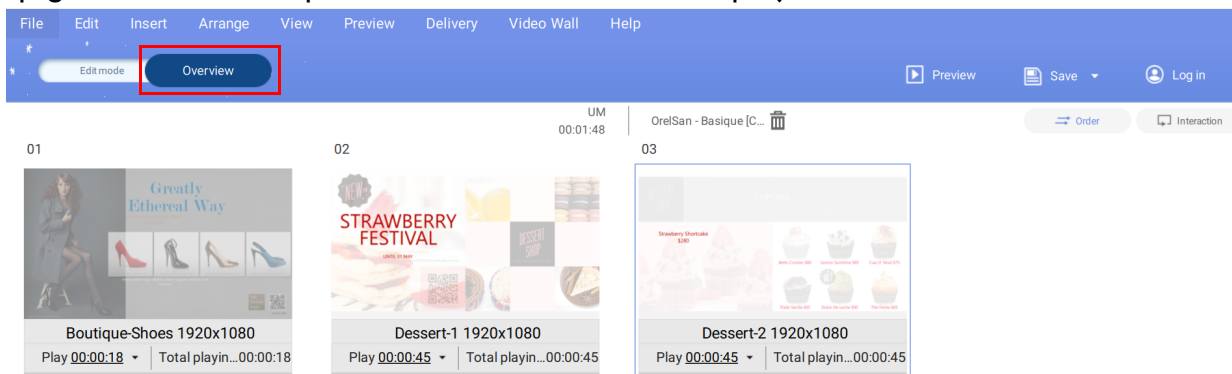 File Edit Insert Arrange View Preview Delivery Video Wall Help
Edit mode Overview Preview Save Log in
UM
00:01:48
OrelSan - Basique [C... Order Interaction
01 02 03
Greatly
Ethereal Way
NEW
STRAWBERRY
FESTIVAL
DESSERT
SHOP
Strawberry Shortcake
$280
Boutique-Shoes 1920x1080 Dessert-1 1920x1080 Dessert-2 1920x1080
Play 00:00:18 Total playin...00:00:18 Play 00:00:45 Total playin...00:00:45 Play 00:00:45 Total playin...00:00:45